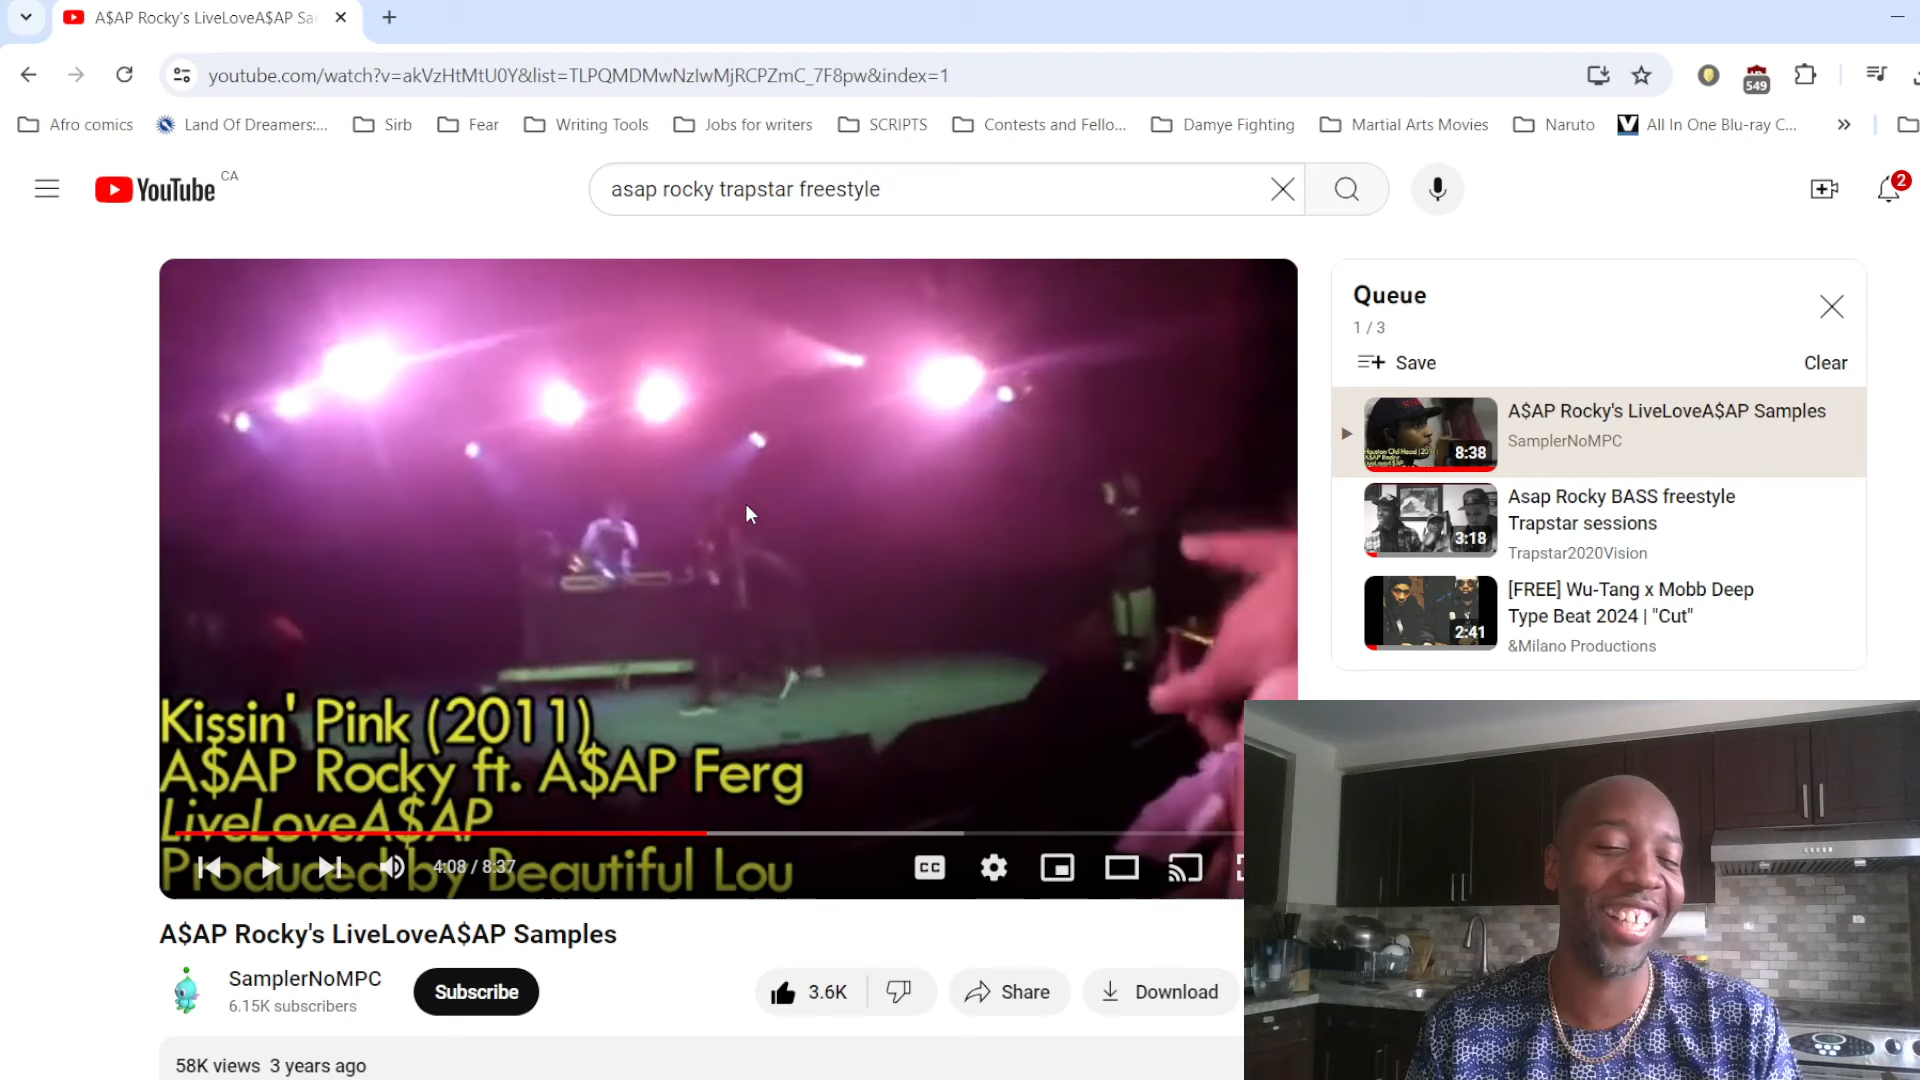 A$AP Rocky's LiveLoveA$AP Sa
youtube.com/watch?v=akVzHtMtU0Y&list=TLPQMDMwNzIwMjRCPZmC_7F8pw&index=1
549
Afro comics
Land Of Dreamers:...
Sirb
Fear
Writing Tools
Jobs for writers
SCRIPTS
Contests and Fello...
Damye Fighting
Martial Arts Movies
Naruto
All In One Blu-ray C...
YouTube CA
asap rocky trapstar freestyle
2
Queue
1 / 3
Save
Clear
A$AP Rocky's LiveLoveA$AP Samples
SamplerNoMPC
8:38
Asap Rocky BASS freestyle
Trapstar sessions
Trapstar2020Vision
3:18
[FREE] Wu-Tang x Mobb Deep
Type Beat 2024 | "Cut"
&Milano Productions
2:41
Kissin' Pink (2011)
A$AP Rocky ft. A$AP Ferg
LiveLoveA$AP
Produced by Beautiful Lou
4:08 / 8:37
CC
A$AP Rocky's LiveLoveA$AP Samples
SamplerNoMPC
6.15K subscribers
Subscribe
3.6K
Share
Download
58K views 3 years ago